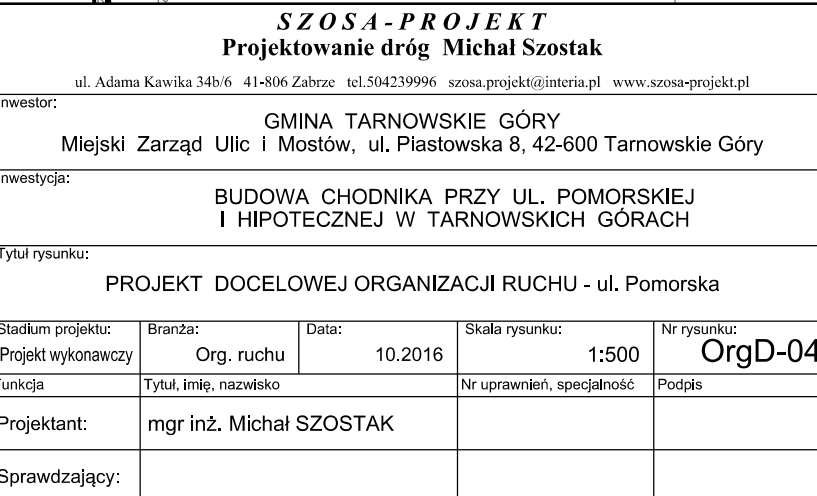 SZOSA-PROJEKT
Projektowanie dróg Michał Szostak
ul. Adama Kawika 34b/6 41-806 Zabrze tel.504239996 szosa.projekt@interia.pl www.szosa-projekt.pl
nwestor:
GMINA TARNOWSKIE GÓRY
Miejski Zarząd Ulic i Mostów, ul. Piastowska 8, 42-600 Tarnowskie Góry
nwestycja:
BUDOWA CHODNIKA PRZY UL. POMORSKIEJ
I HIPOTECZNEJ W TARNOWSKICH GÓRACH
Tytuł rysunku:
PROJEKT DOCELOWEJ ORGANIZACJI RUCHU - ul. Pomorska
Stadium projektu: Branża: Data: Skala rysunku: Nr rysunku:
Projekt wykonawczy Org. ruchu 10.2016 1:500 OrgD-04
unkcja Tytuł, imię, nazwisko Nr uprawnień, specjalność Podpis
Projektant: mgr inż. Michał SZOSTAK
Sprawdzający: